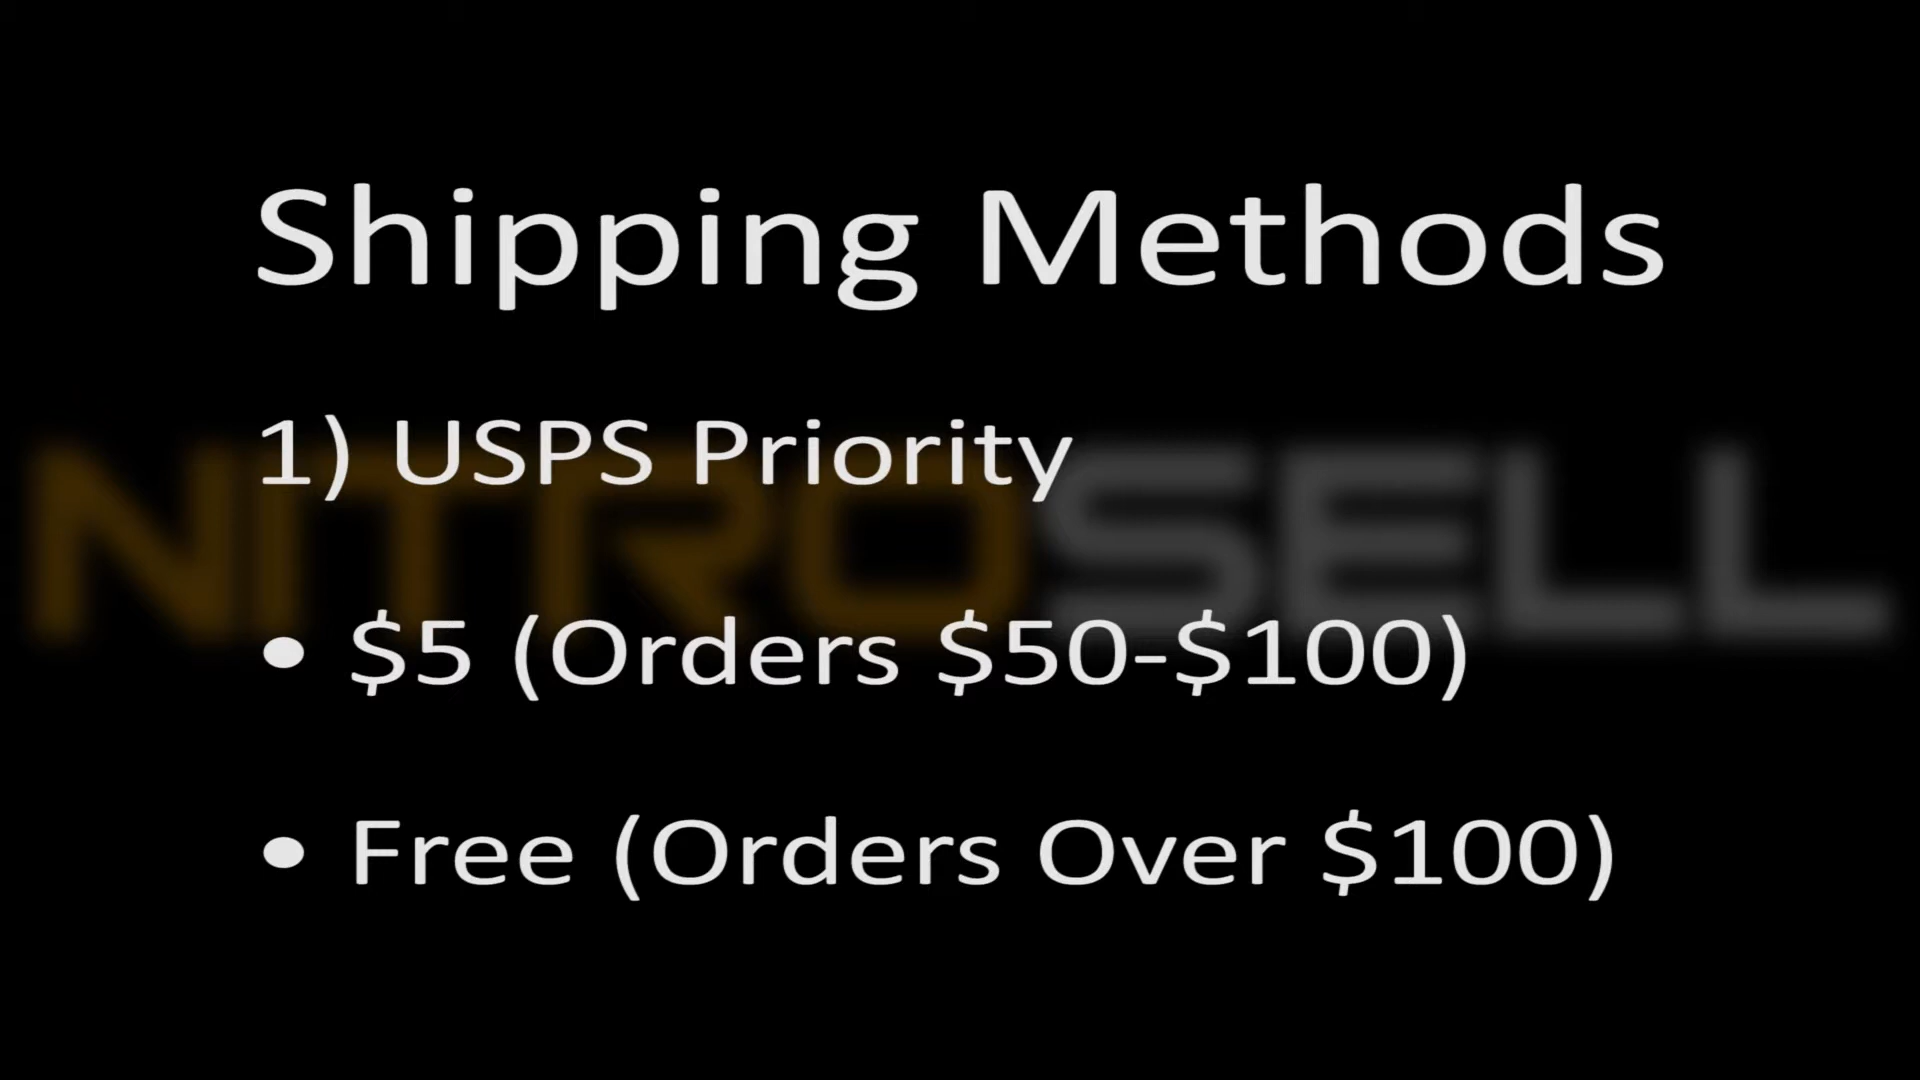 Shipping Methods
1) USPS Priority
NITROSELL
• $5 (Orders $50-$100)
• Free (Orders Over $100)